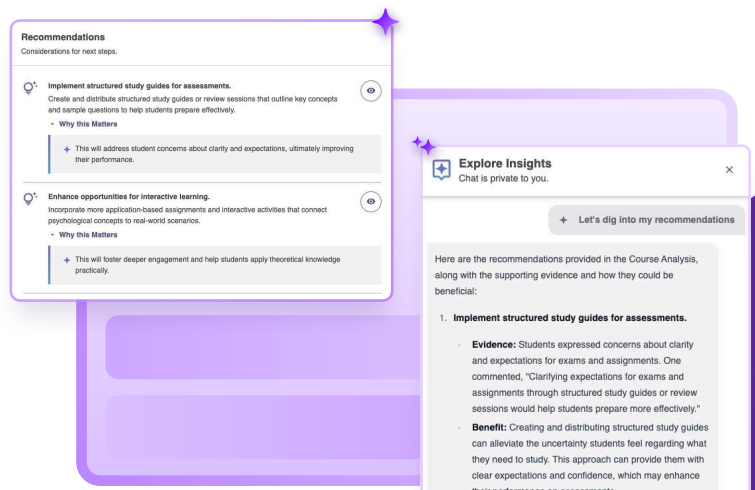 Recommendations
Considerations for next steps.
Implement structured study guides for assessments.
Create and distribute structured study guides or review sessions that outline key concepts
and sample questions to help students prepare effectively.
Why this Matters
This will address student concerns about clarity and expectations, ultimately improving
their performance.
Enhance opportunities for interactive learning.
Incorporate more application-based assignments and interactive activities that connect
psychological concepts to real-world scenarios.
Why this Matters
This will foster deeper engagement and help students apply theoretical knowledge
practically.
Explore Insights
Chat is private to you.
Let's dig into my recommendations
Here are the recommendations provided in the Course Analysis,
along with the supporting evidence and how they could be
beneficial:
1. Implement structured study guides for assessments.
Evidence: Students expressed concerns about clarity
and expectations for exams and assignments. One
commented, "Clarifying expectations for exams and
assignments through structured study guides or review
sessions would help students prepare more effectively."
Benefit: Creating and distributing structured study guides
can alleviate the uncertainty students feel regarding what
they need to study. This approach can provide them with
clear expectations and confidence, which may enhance
their performance on assessments.